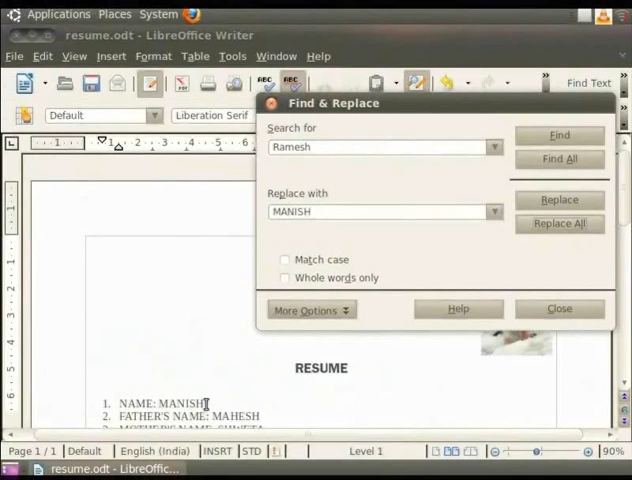 Applications Places System
resume.odt - LibreOffice Writer
File Edit View Insert Format Table Tools Window Help
Find Text
Default Liberation Serif
Find & Replace
Search for
Ramesh
Find
Find All
Replace with
MANISH
Replace
Replace All
Match case
Whole words only
More Options
Help
Close
RESUME
1. NAME: MANISH
2. FATHER'S NAME: MAHESH
3. MOTHER'S NAME: SHWETA
Page 1 / 1 Default English (India) INSRT STD Level 1 90%
resume.odt - LibreOffic...